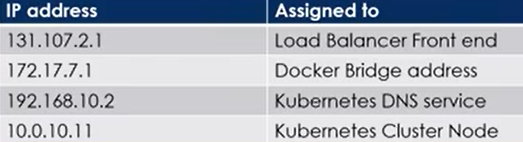 IP address Assigned to
131.107.2.1 Load Balancer Front end
172.17.7.1 Docker Bridge address
192.168.10.2 Kubernetes DNS service
10.0.10.11 Kubernetes Cluster Node